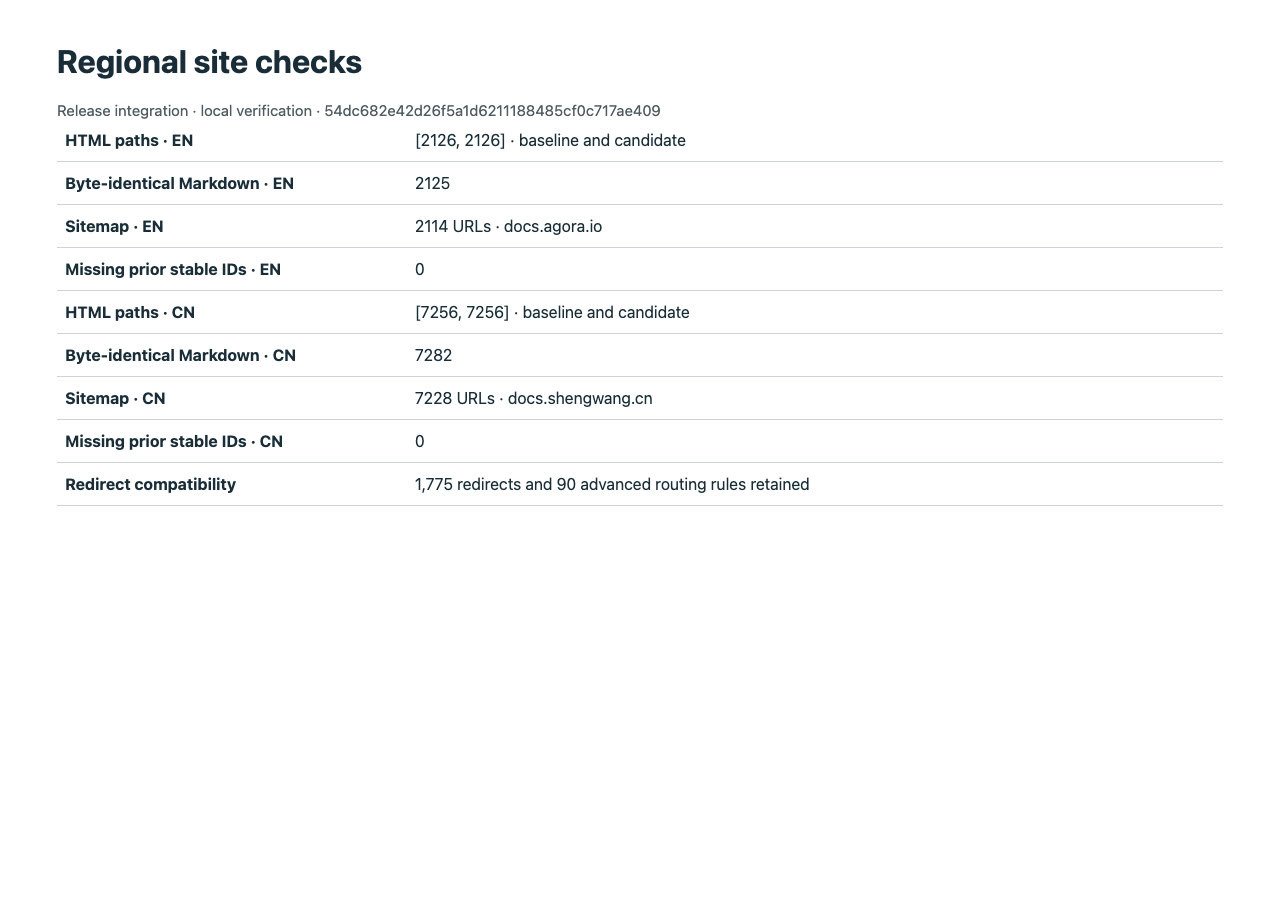 Regional site checks
Release integration · local verification · 54dc682e42d26f5a1d6211188485cf0c717ae409
HTML paths · EN [2126, 2126] · baseline and candidate
Byte-identical Markdown · EN 2125
Sitemap · EN 2114 URLs · docs.agora.io
Missing prior stable IDs · EN 0
HTML paths · CN [7256, 7256] · baseline and candidate
Byte-identical Markdown · CN 7282
Sitemap · CN 7228 URLs · docs.shengwang.cn
Missing prior stable IDs · CN 0
Redirect compatibility 1,775 redirects and 90 advanced routing rules retained